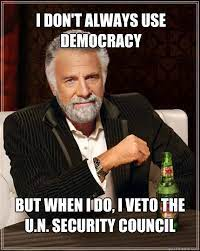 I DON'T ALWAYS USE
DEMOCRACY
BUT WHEN I DO, I VETO THE
U.N. SECURITY COUNCIL